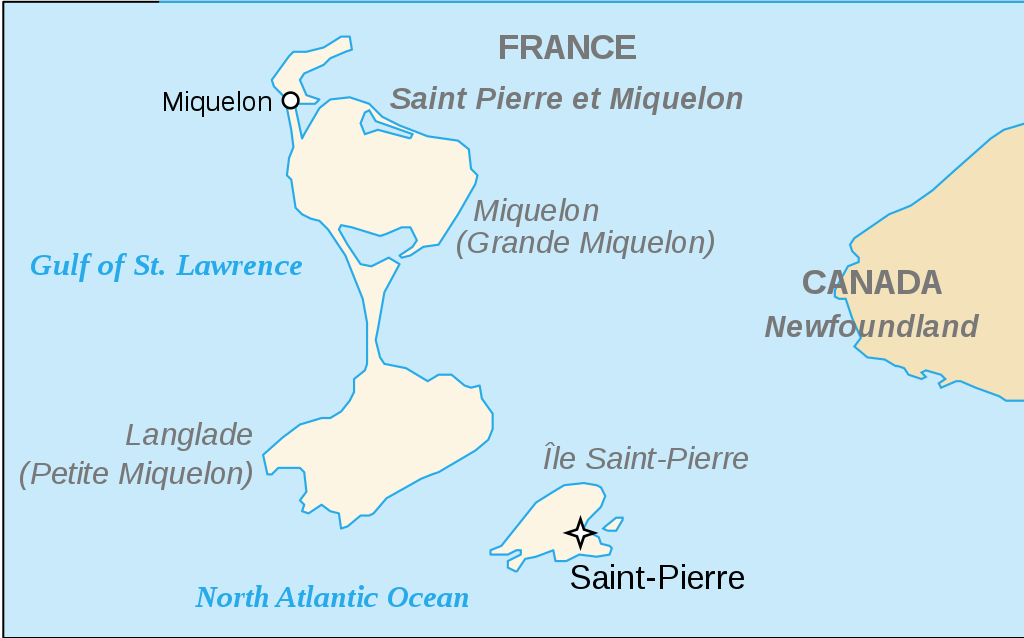 FRANCE
Saint Pierre et Miquelon
Miquelon
Miquelon
(Grande Miquelon)
Gulf of St. Lawrence
CANADA
Newfoundland
Langlade
(Petite Miquelon)
Île Saint-Pierre
Saint-Pierre
North Atlantic Ocean